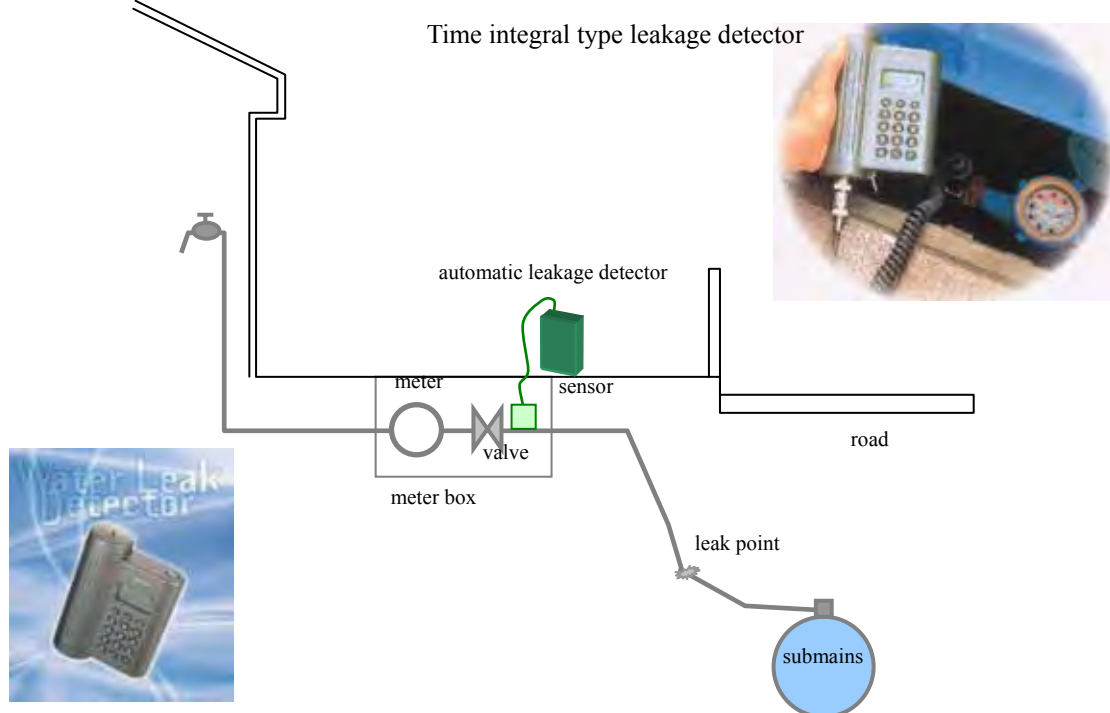 Time integral type leakage detector
automatic leakage detector
meter
sensor
valve
road
meter box
Water Leak
Detector
leak point
submains